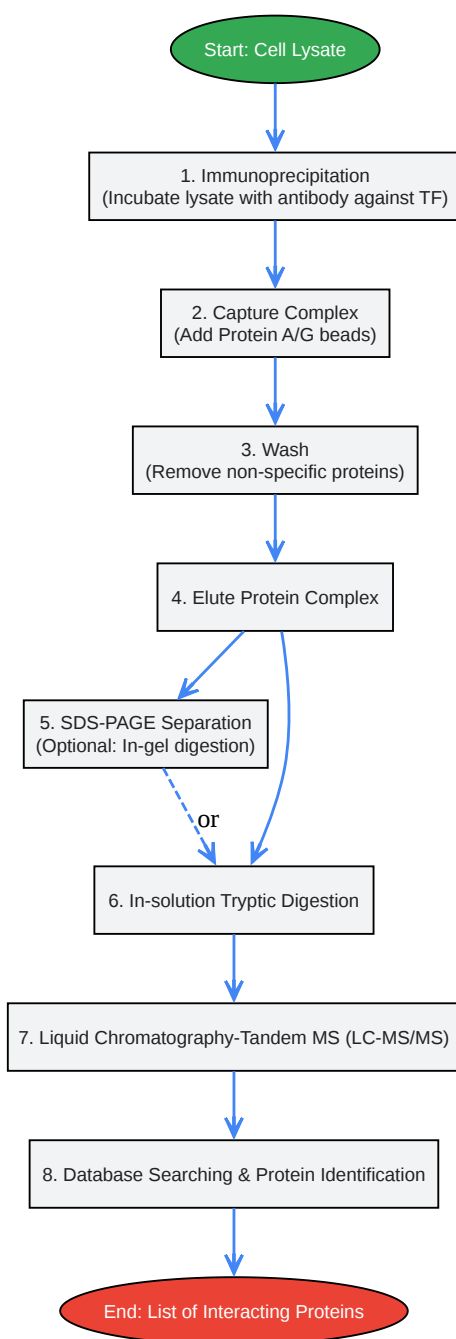 Start: Cell Lysate
1. Immunoprecipitation
(Incubate lysate with antibody against TF)
2. Capture Complex
(Add Protein A/G beads)
3. Wash
(Remove non-specific proteins)
4. Elute Protein Complex
5. SDS-PAGE Separation
(Optional: In-gel digestion)
or
6. In-solution Tryptic Digestion
7. Liquid Chromatography-Tandem MS (LC-MS/MS)
8. Database Searching & Protein Identification
End: List of Interacting Proteins